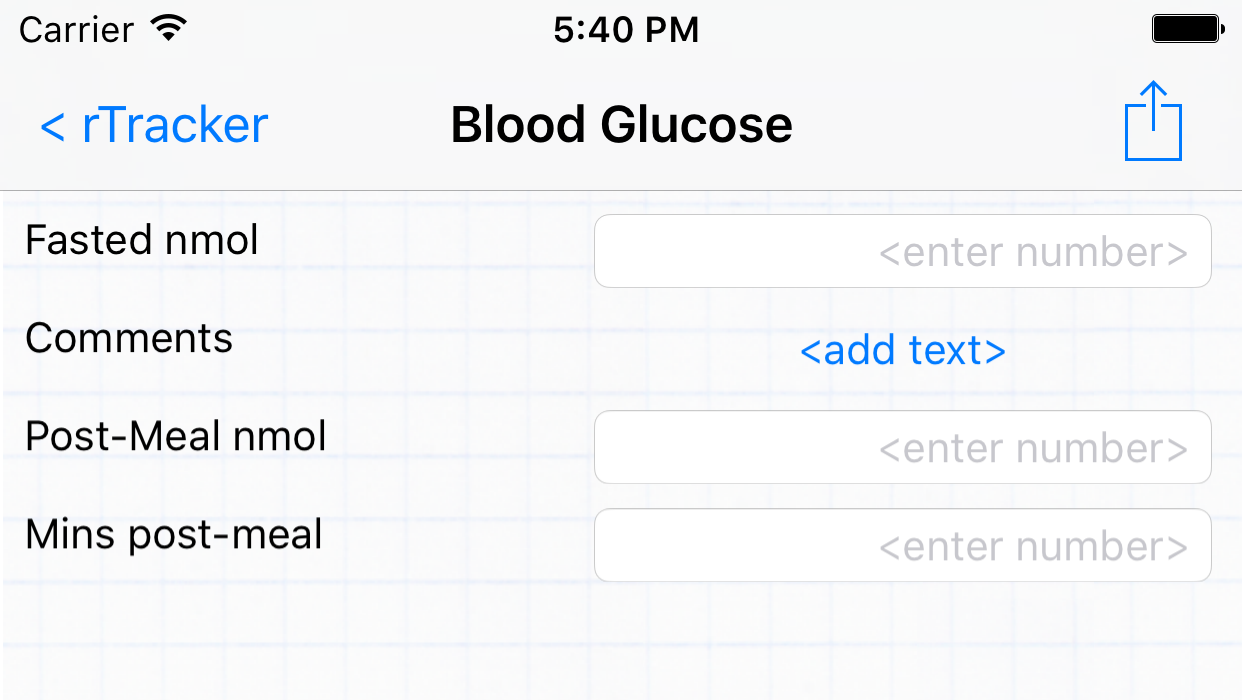 Carrier 5:40 PM
< rTracker Blood Glucose
Fasted nmol <enter number>
Comments <add text>
Post-Meal nmol <enter number>
Mins post-meal <enter number>